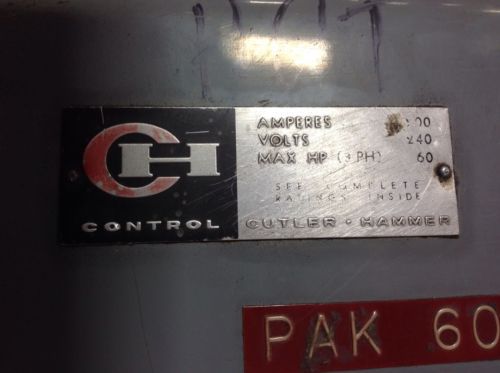 CH
CONTROL
AMPERES
VOLTS 240
MAX HP (3 PH) 60
SEE COMPLETE
RATINGS INSIDE
CUTLER · HAMMER
PAK 60